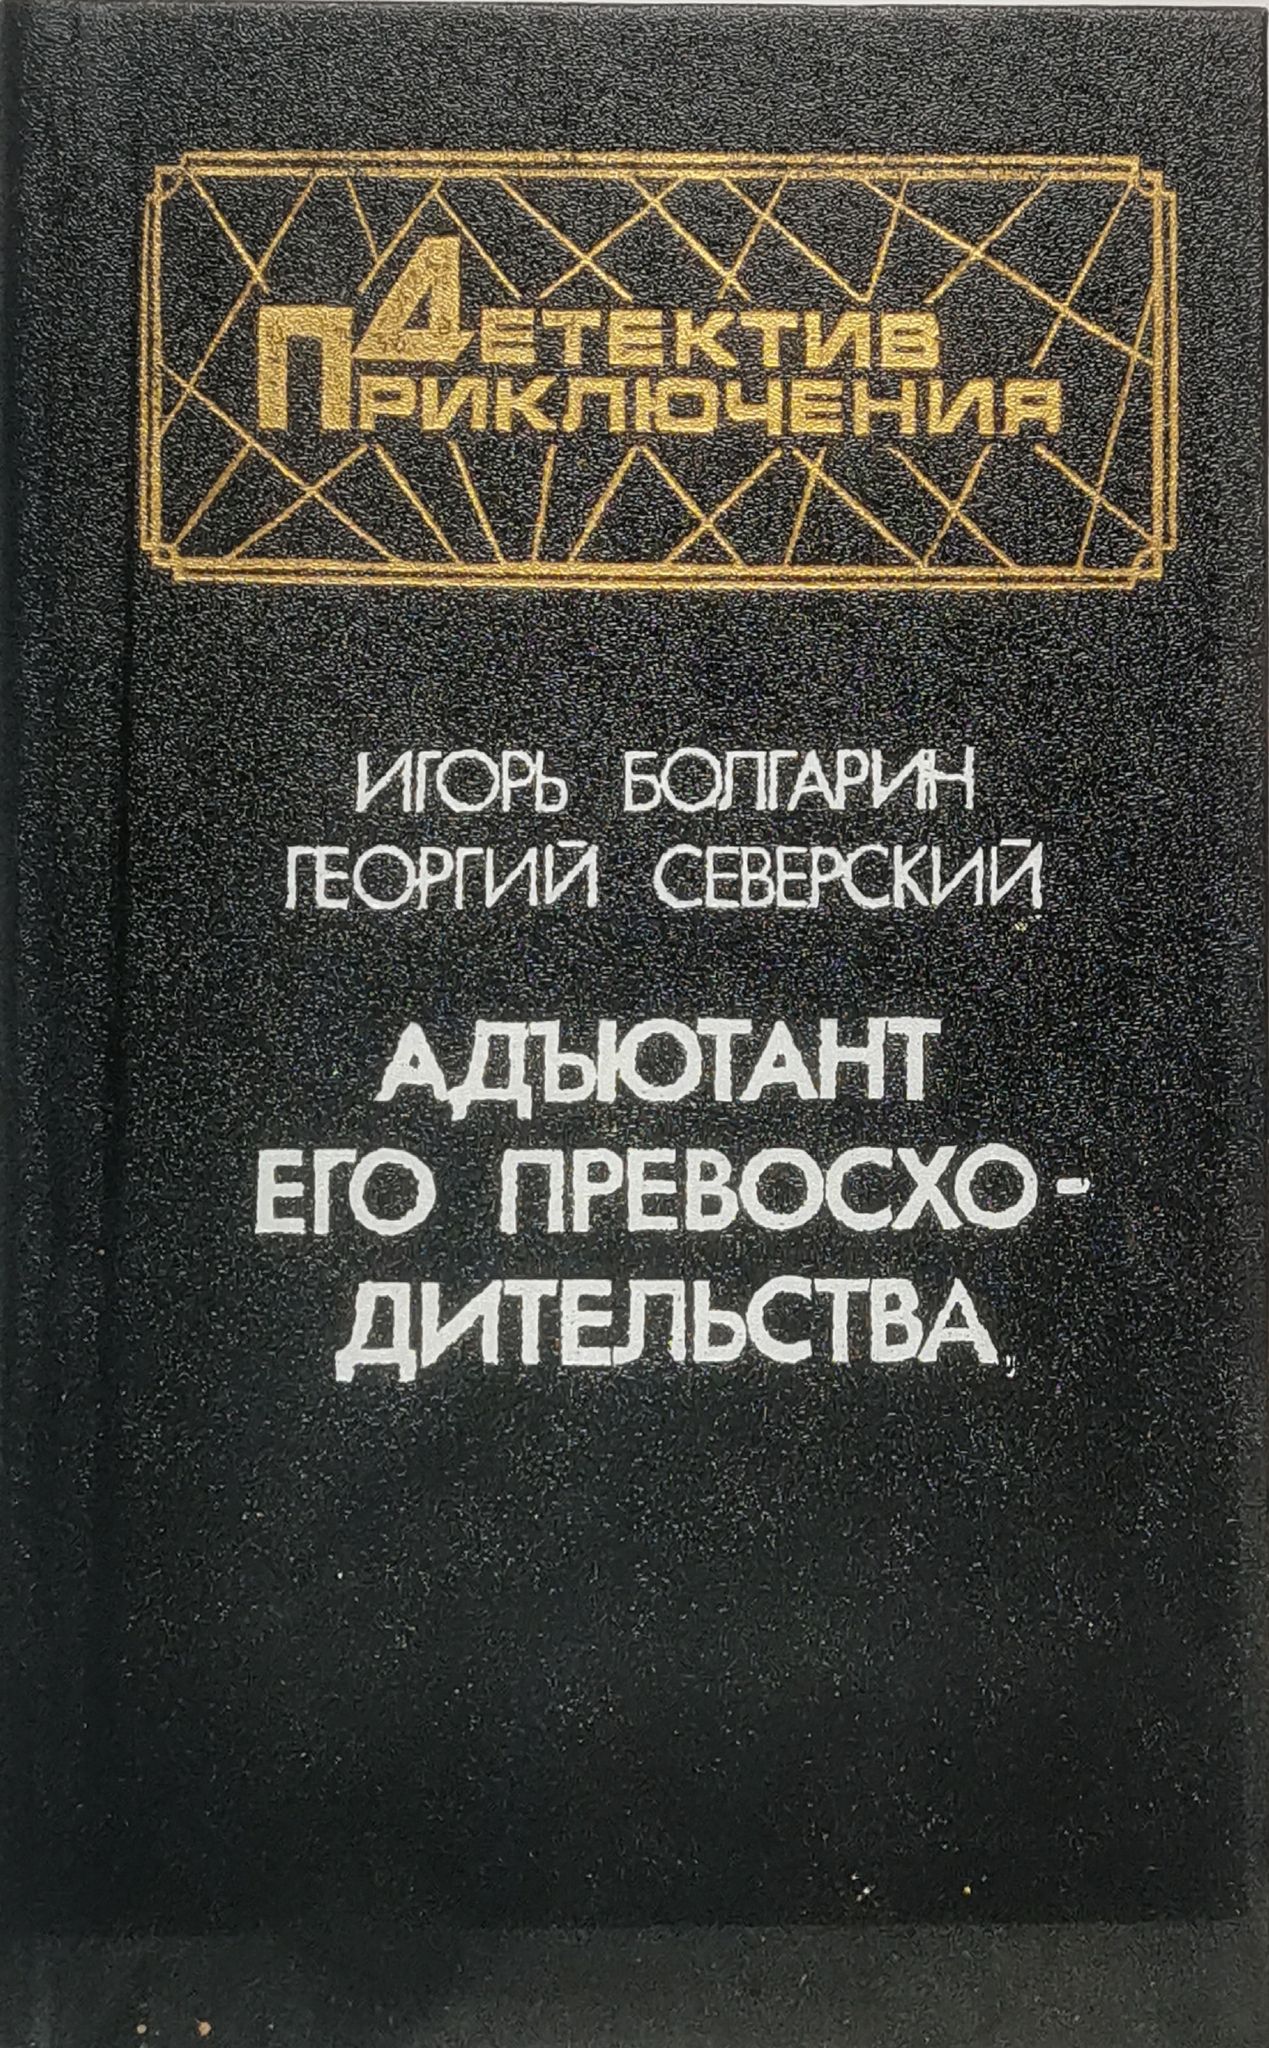 ДЕТЕКТИВ
ПРИКЛЮЧЕНИЯ
ИГОРЬ БОЛГАРИН
ГЕОРГИЙ СЕВЕРСКИЙ
АДЪЮТАНТ
ЕГО ПРЕВОСХО-
ДИТЕЛЬСТВА